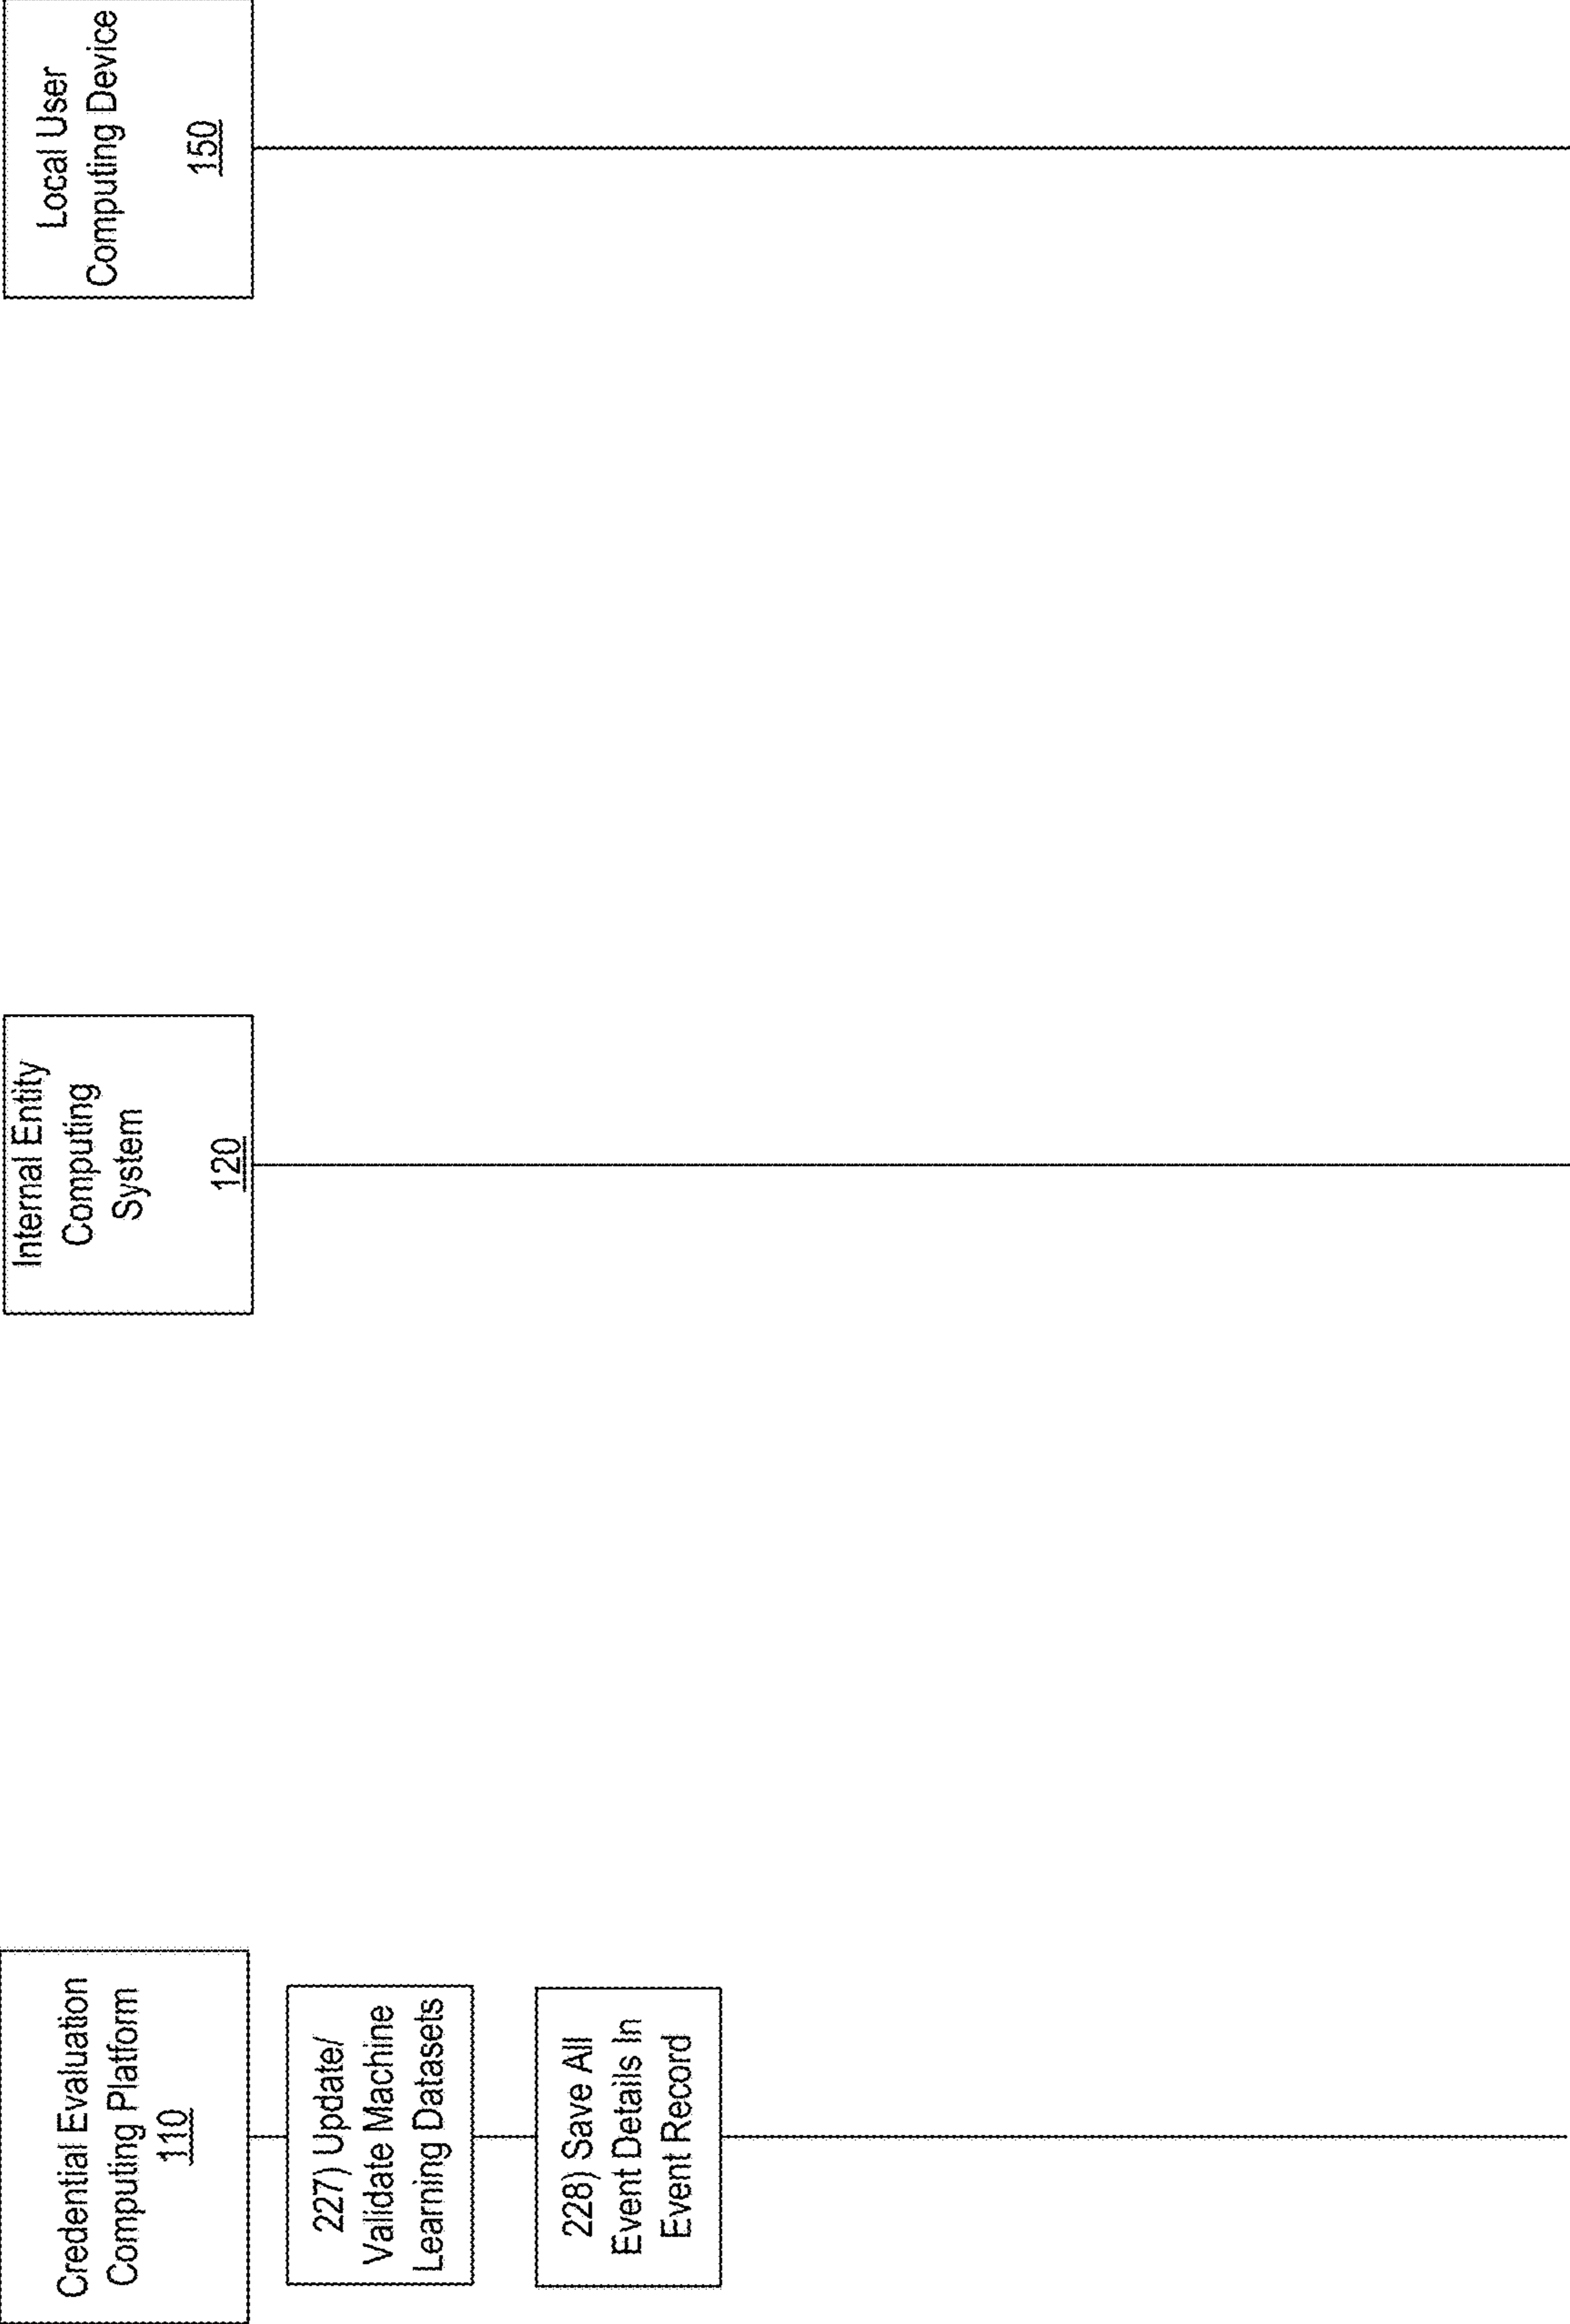 Credential Evaluation
Computing Platform
110
Internal Entity
Computing
System
120
Local User
Computing Device
150
227) Update/
Validate Machine
Learning Datasets
228) Save All
Event Details In
Event Record